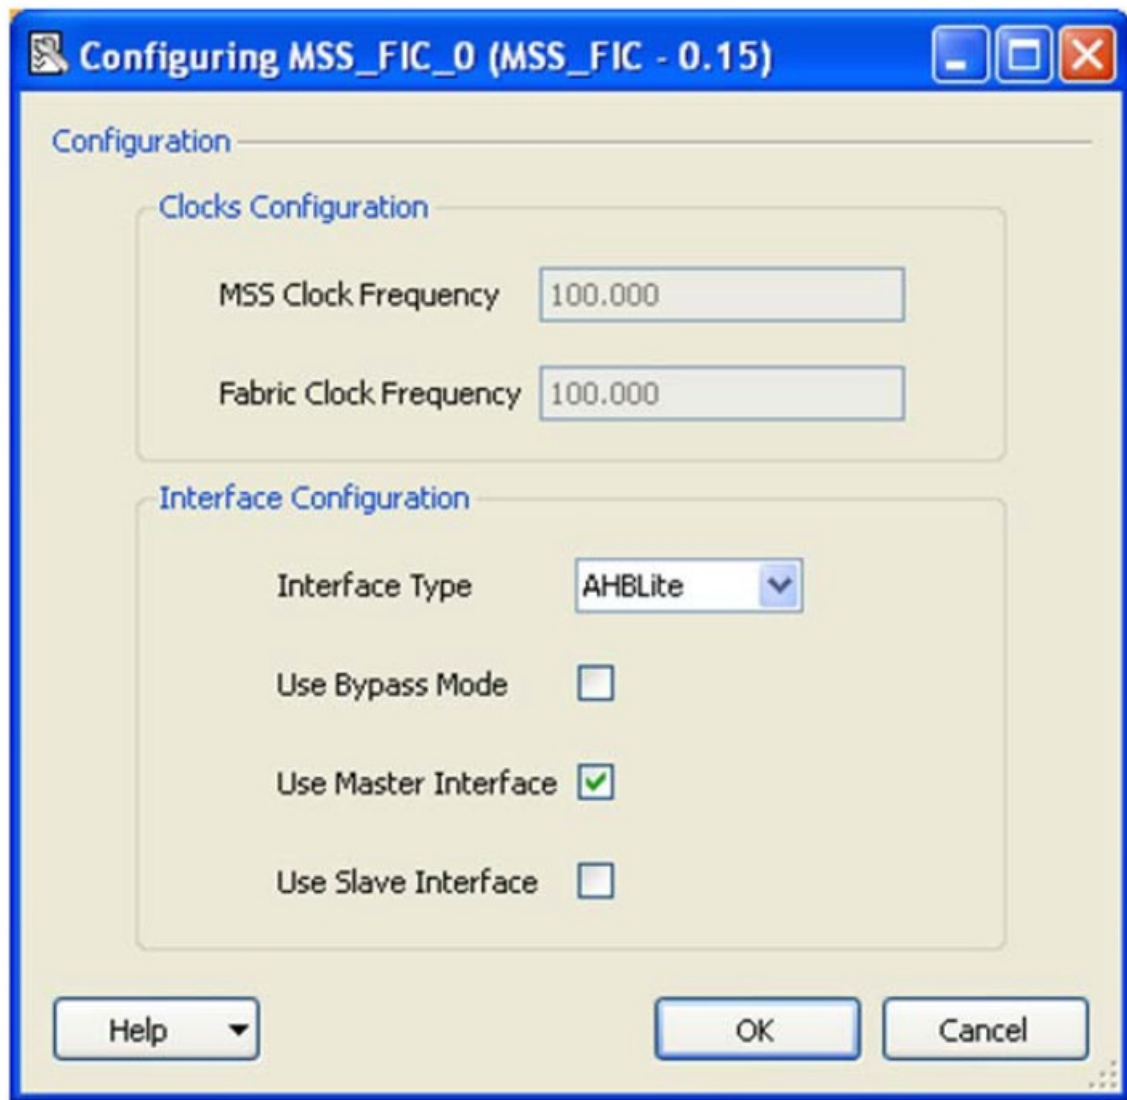 Configuring MSS_FIC_0 (MSS_FIC - 0.15)
Configuration
Clocks Configuration
MSS Clock Frequency 100.000
Fabric Clock Frequency 100.000
Interface Configuration
Interface Type AHBLite
Use Bypass Mode
Use Master Interface
Use Slave Interface
Help OK Cancel